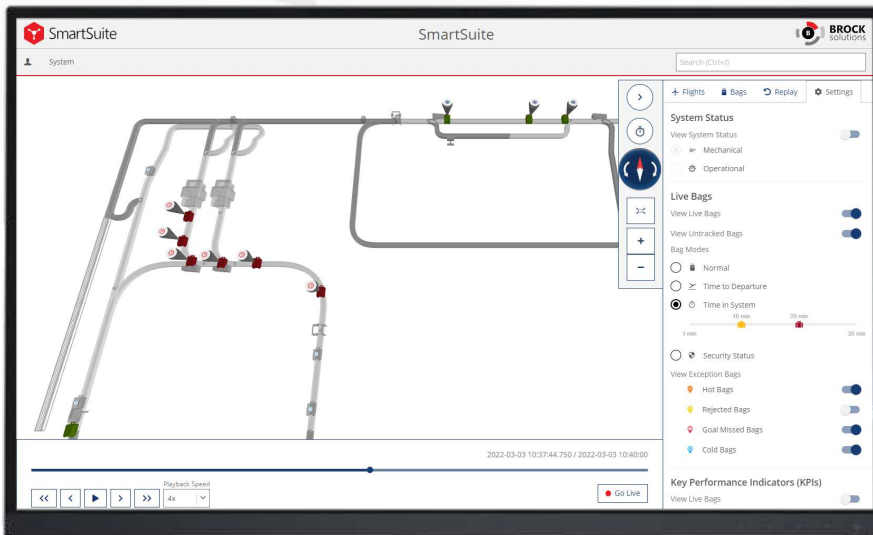 SmartSuite
SmartSuite
B
BROCK
solutions
System
Search (Ctrl+/)
Flights Bags Replay Settings
System Status
View System Status
Mechanical
Operational
Live Bags
View Live Bags
View Untracked Bags
Bag Modes
Normal
Time to Departure
Time in System
10 min 20 min
1 min 30 min
Security Status
View Exception Bags
Hot Bags
Rejected Bags
Goal Missed Bags
Cold Bags
Key Performance Indicators (KPIs)
View Live Bags
2022-03-03 10:37:44.750 / 2022-03-03 10:40:00
Playback Speed
4x
Go Live